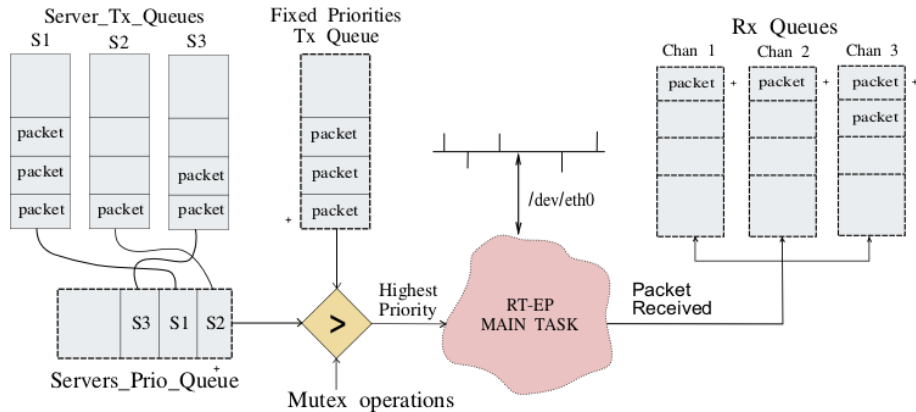 Server_Tx_Queues
S1 S2 S3
packet
packet packet
packet packet packet
S3 S1 S2
+
Servers_Prio_Queue
Fixed Priorities
Tx Queue
packet
packet
packet
+
>
Highest
Priority
Mutex operations
/dev/eth0
RT-EP
MAIN TASK
Packet
Received
Rx Queues
Chan 1 Chan 2 Chan 3
packet + packet + packet +
packet